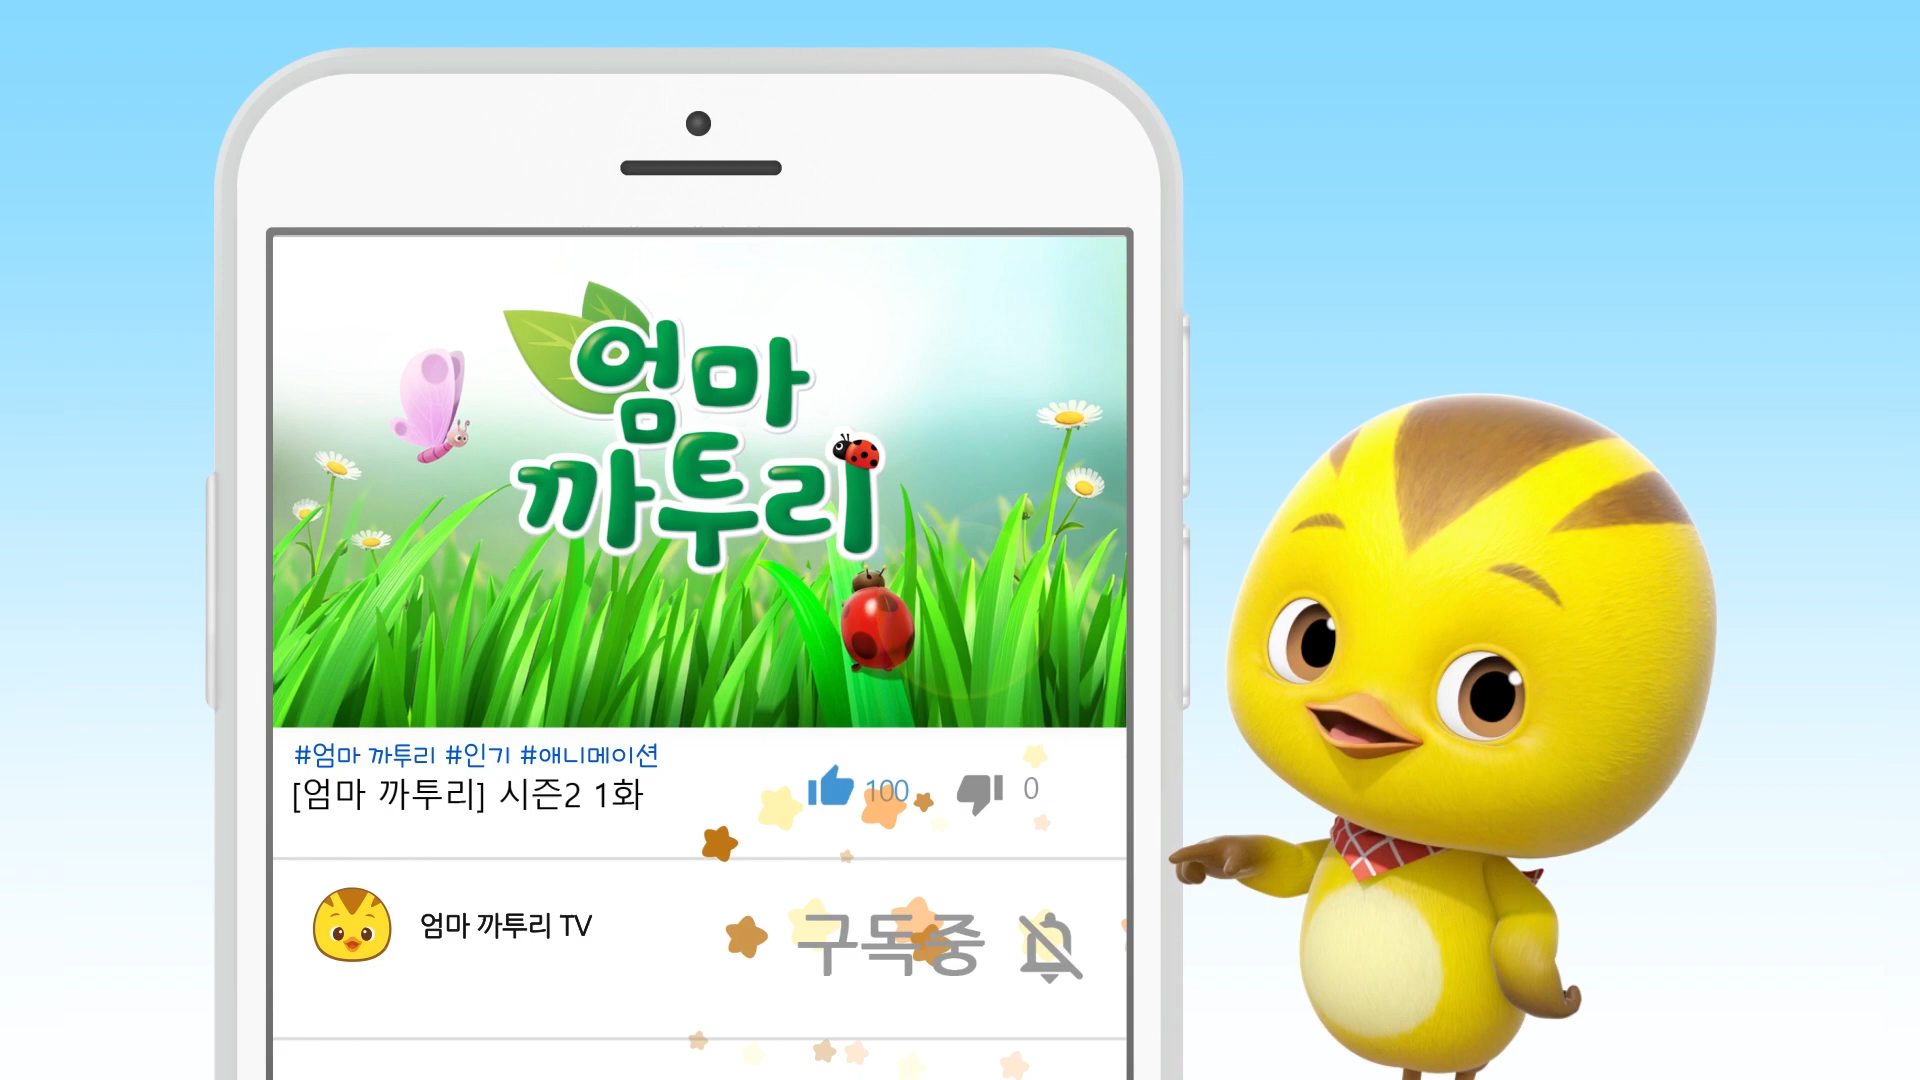 엄마
까투리
#엄마 까투리 #인기 #애니메이션
[엄마 까투리] 시즌2 1화
100
0
엄마 까투리 TV
구독중